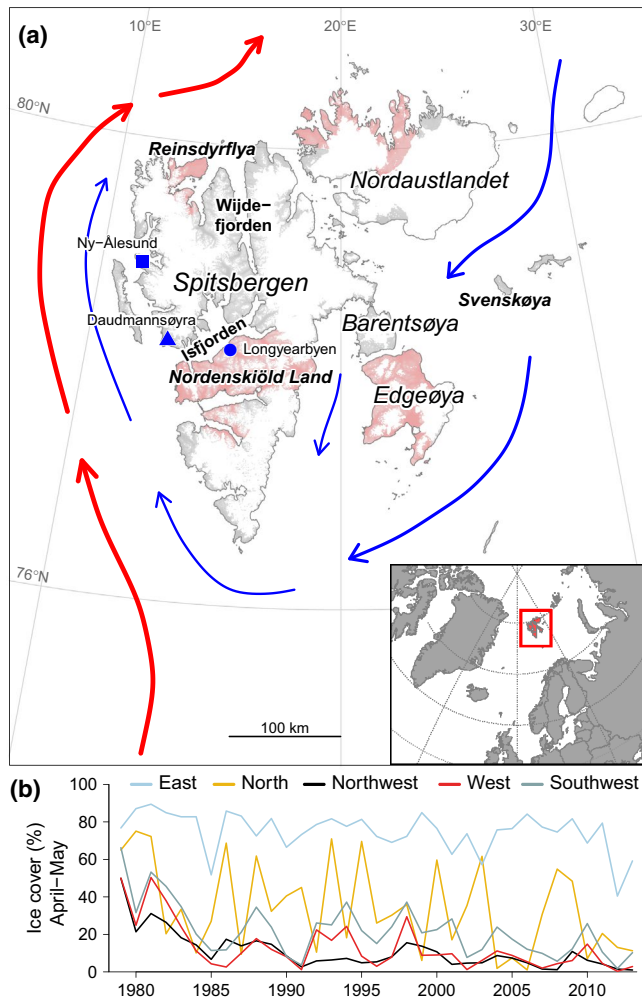 (a)
10°E
20°E
30°E
80°N
Reinsdyrflya
Nordaustlandet
Wijde–
fjorden
Ny–Ålesund
Spitsbergen
Svenskøya
Daudmannsøyra
Barentsøya
Isfjorden
Longyearbyen
Nordenskiöld Land
Edgeøya
76°N
100 km
(b)
East North Northwest West Southwest
Ice cover (%)
April–May
100
80
60
40
20
0
1980 1985 1990 1995 2000 2005 2010